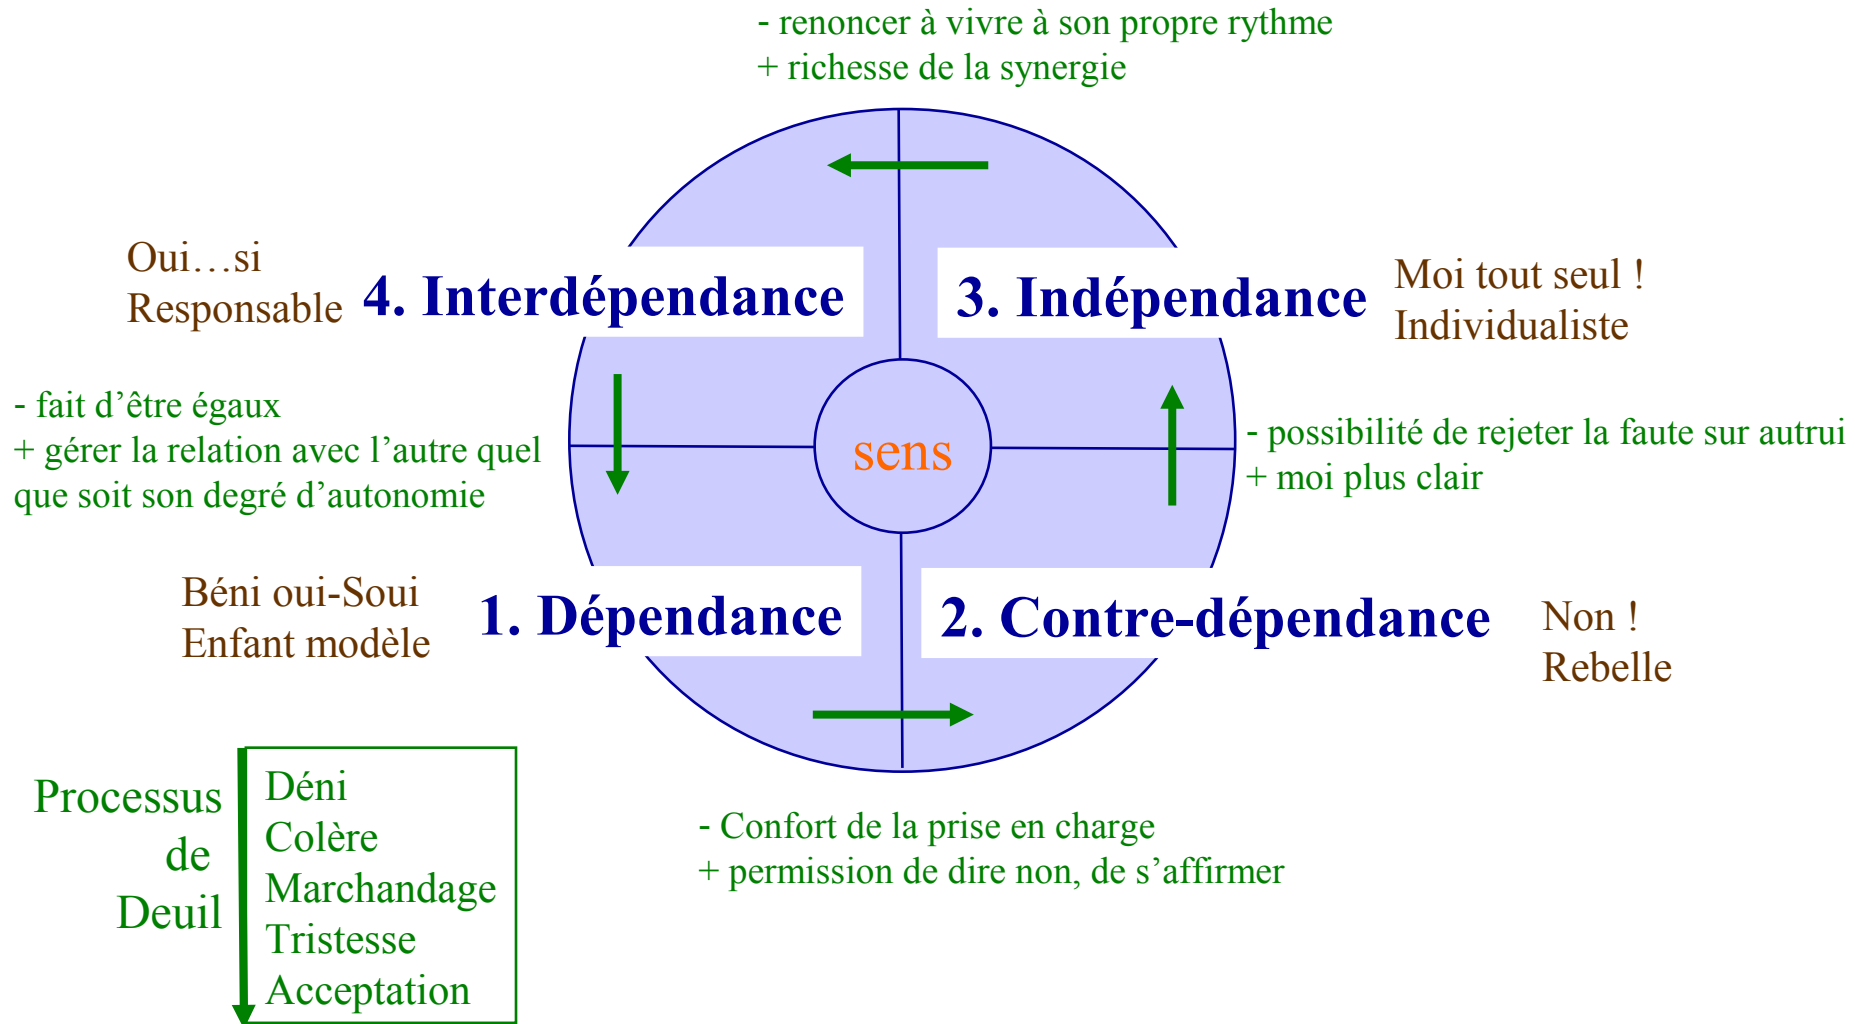 - renoncer à vivre à son propre rythme
+ richesse de la synergie
Oui…si
Responsable
4. Interdépendance
3. Indépendance
Moi tout seul !
Individualiste
- fait d’être égaux
+ gérer la relation avec l’autre quel
que soit son degré d’autonomie
sens
- possibilité de rejeter la faute sur autrui
+ moi plus clair
Béni oui-Soui
Enfant modèle
1. Dépendance
2. Contre-dépendance
Non !
Rebelle
Processus
de
Deuil
Déni
Colère
Marchandage
Tristesse
Acceptation
- Confort de la prise en charge
+ permission de dire non, de s’affirmer